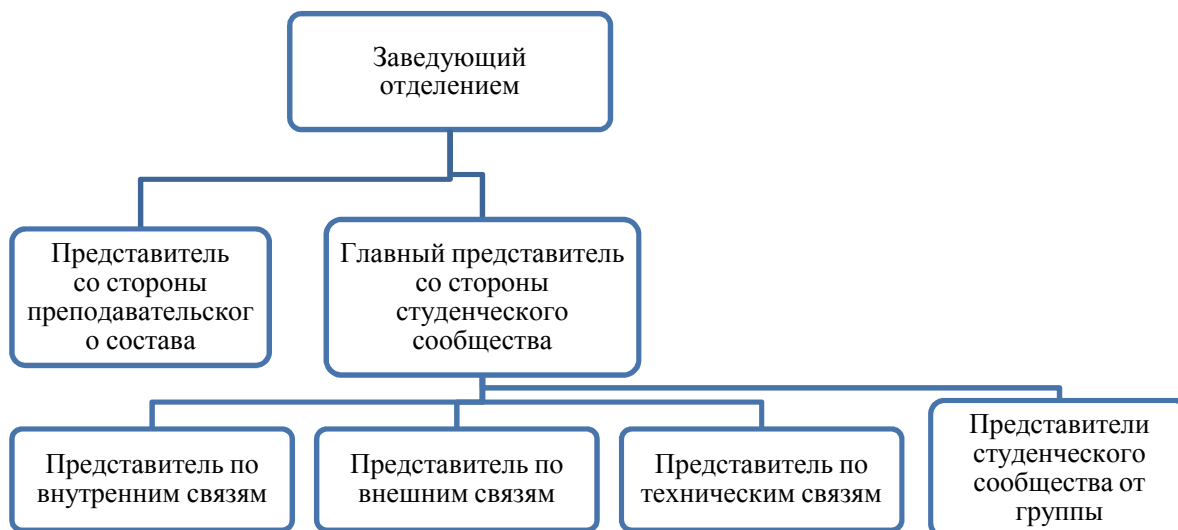 Заведующий
отделением
Представитель
со стороны
преподавательског
о состава
Главный представитель
со стороны
студенческого
сообщества
Представитель по
внутренним связям
Представитель по
внешним связям
Представитель по
техническим связям
Представители
студенческого
сообщества от
группы